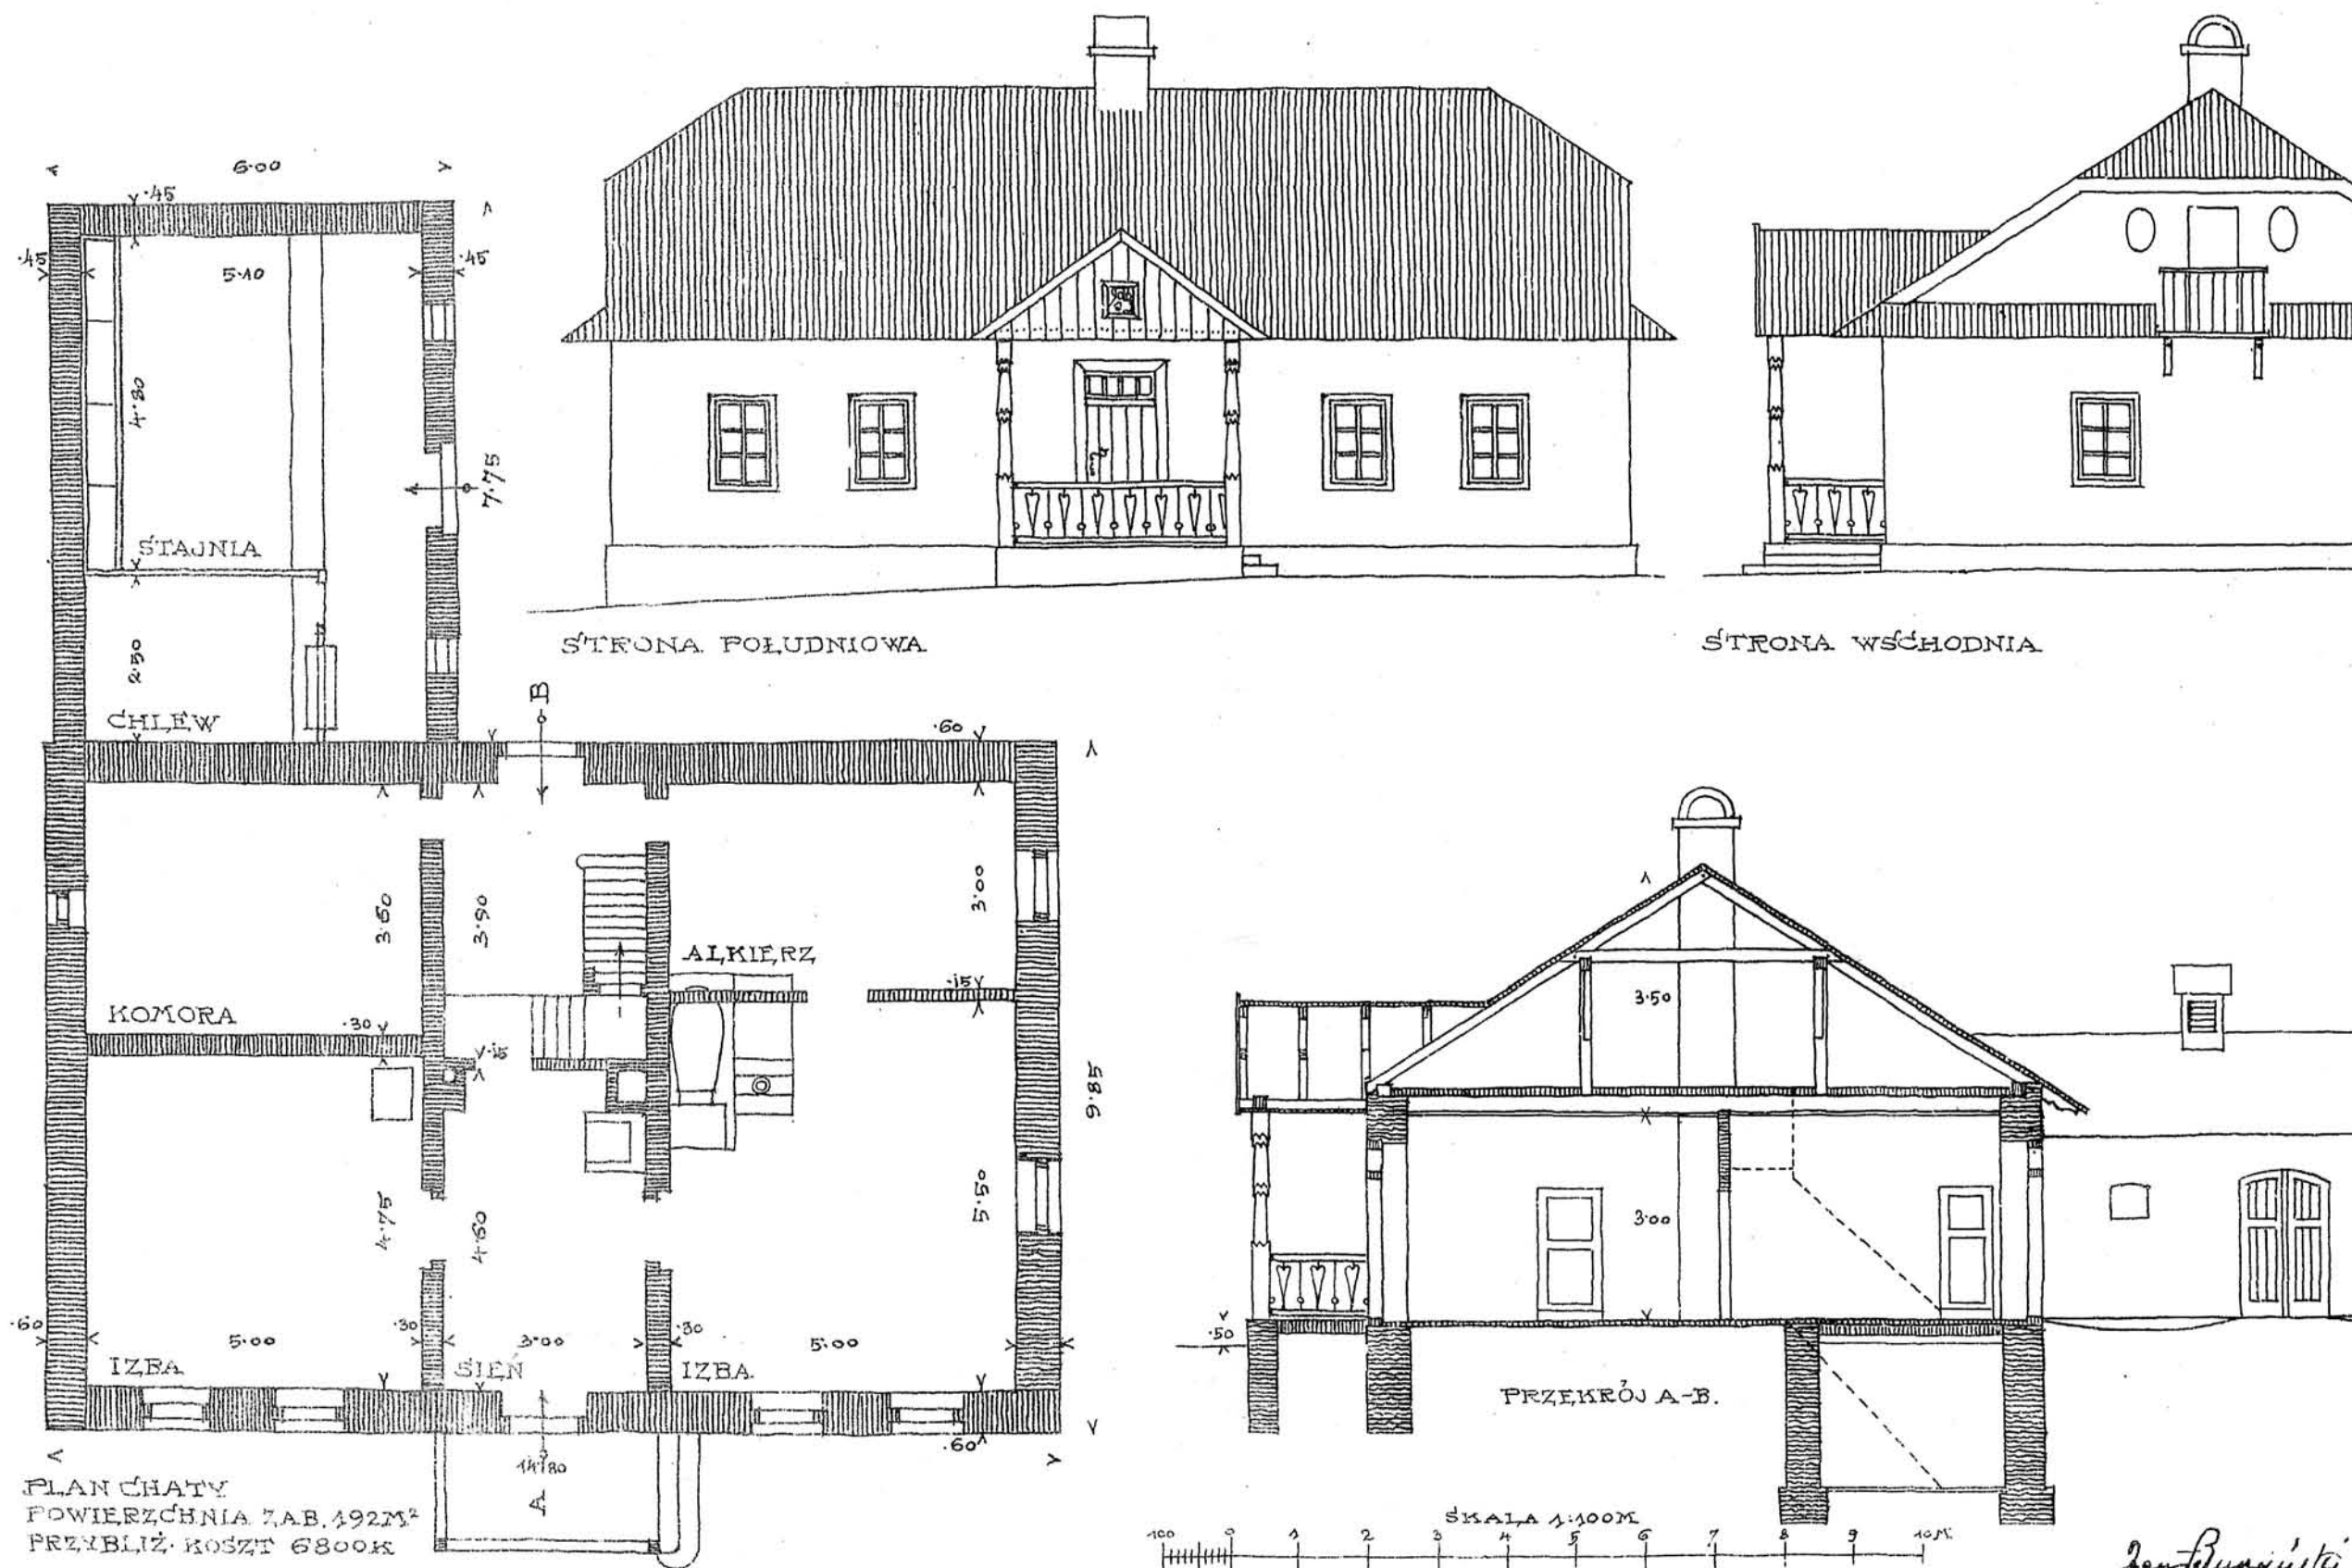 6·00
·45
·45
5·10
·45
4·80
7·75
STAJNIA
2·50
CHLEW
B
·60
3·60
3·90
ALKIERZ
3·00
KOMORA
·30
·15
·15
9·85
4·75
4·60
5·50
·60
5·00
·30
3·00
·30
5·00
IZBA
SIEŃ
IZBA
·60
14·80
A
PLAN CHATY
POWIERZCHNIA ZAB. 192M²
PRZYBLIŻ· KOSZT 6800K
STRONA POŁUDNIOWA
STRONA WSCHODNIA
3·50
3·00
·50
PRZEKRÓJ A-B.
SKALA 1:100M
100 0 1 2 3 4 5 6 7 8 9 10M.